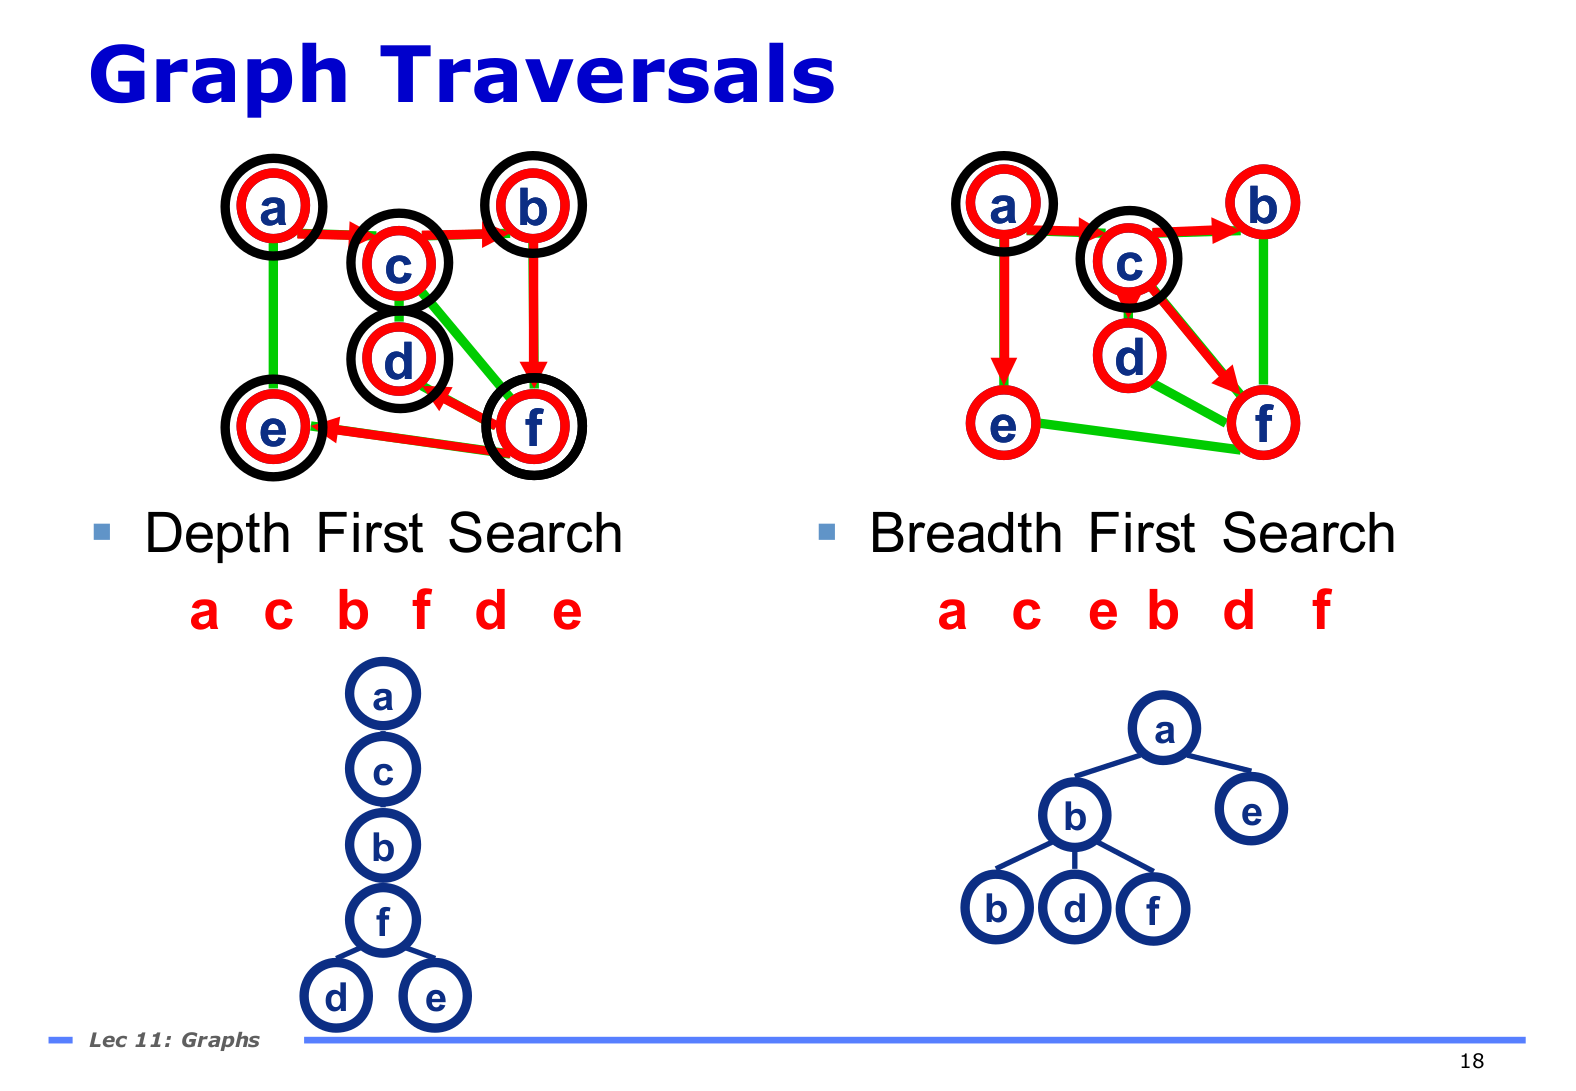 Graph Traversals
a b
c
d
e f
a b
c
d
e f
Depth First Search
a c b f d e
a
c
b
f
d e
Breadth First Search
a c e b d f
a
b e
b d f
Lec 11: Graphs
18